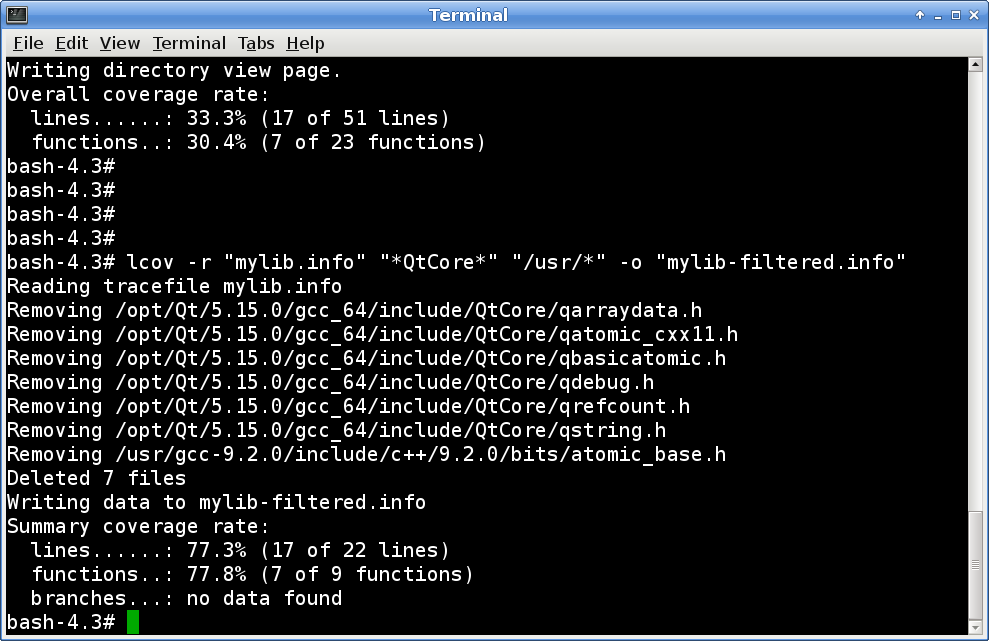 Terminal
File Edit View Terminal Tabs Help
Writing directory view page.
Overall coverage rate:
  lines......: 33.3% (17 of 51 lines)
  functions..: 30.4% (7 of 23 functions)
bash-4.3#
bash-4.3#
bash-4.3#
bash-4.3#
bash-4.3# lcov -r "mylib.info" "*QtCore*" "/usr/*" -o "mylib-filtered.info"
Reading tracefile mylib.info
Removing /opt/Qt/5.15.0/gcc_64/include/QtCore/qarraydata.h
Removing /opt/Qt/5.15.0/gcc_64/include/QtCore/qatomic_cxx11.h
Removing /opt/Qt/5.15.0/gcc_64/include/QtCore/qbasicatomic.h
Removing /opt/Qt/5.15.0/gcc_64/include/QtCore/qdebug.h
Removing /opt/Qt/5.15.0/gcc_64/include/QtCore/qrefcount.h
Removing /opt/Qt/5.15.0/gcc_64/include/QtCore/qstring.h
Removing /usr/gcc-9.2.0/include/c++/9.2.0/bits/atomic_base.h
Deleted 7 files
Writing data to mylib-filtered.info
Summary coverage rate:
  lines......: 77.3% (17 of 22 lines)
  functions..: 77.8% (7 of 9 functions)
  branches...: no data found
bash-4.3#